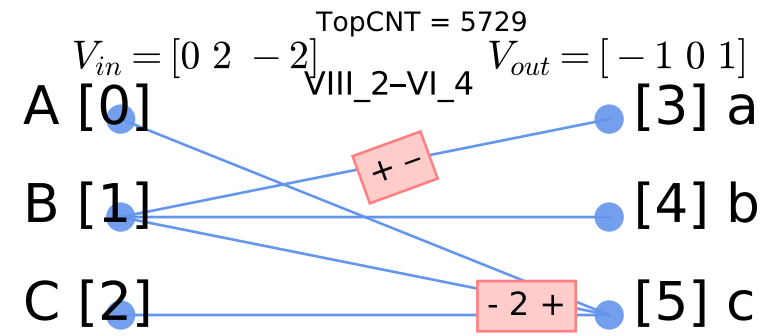 TopCNT = 5729
V_in = [0 2 − 2] V_out = [− 1 0 1]
VIII_2–VI_4
A [0] [3] a
+ −
B [1] [4] b
C [2] - 2 + [5] c